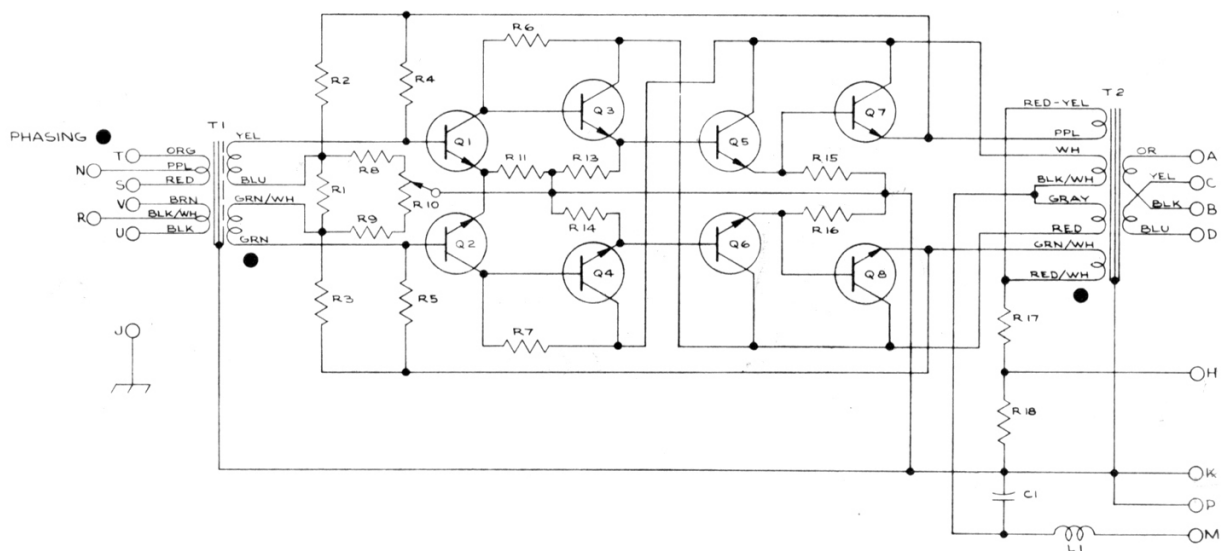 PHASING
T1
T
ORG
N
PPL
S
RED
V
BRN
R
BLK/WH
U
BLK
YEL
BLU
GRN/WH
GRN
J
R2
R4
R6
R8
R1
R10
R9
R3
R5
R7
Q1
Q2
Q3
Q4
R11
R13
R14
Q5
Q6
Q7
Q8
R15
R16
T2
RED-YEL
PPL
WH
BLK/WH
GRAY
RED
GRN/WH
RED/WH
OR
YEL
BLK
BLU
A
C
B
D
R17
H
R18
K
C1
P
M
L1